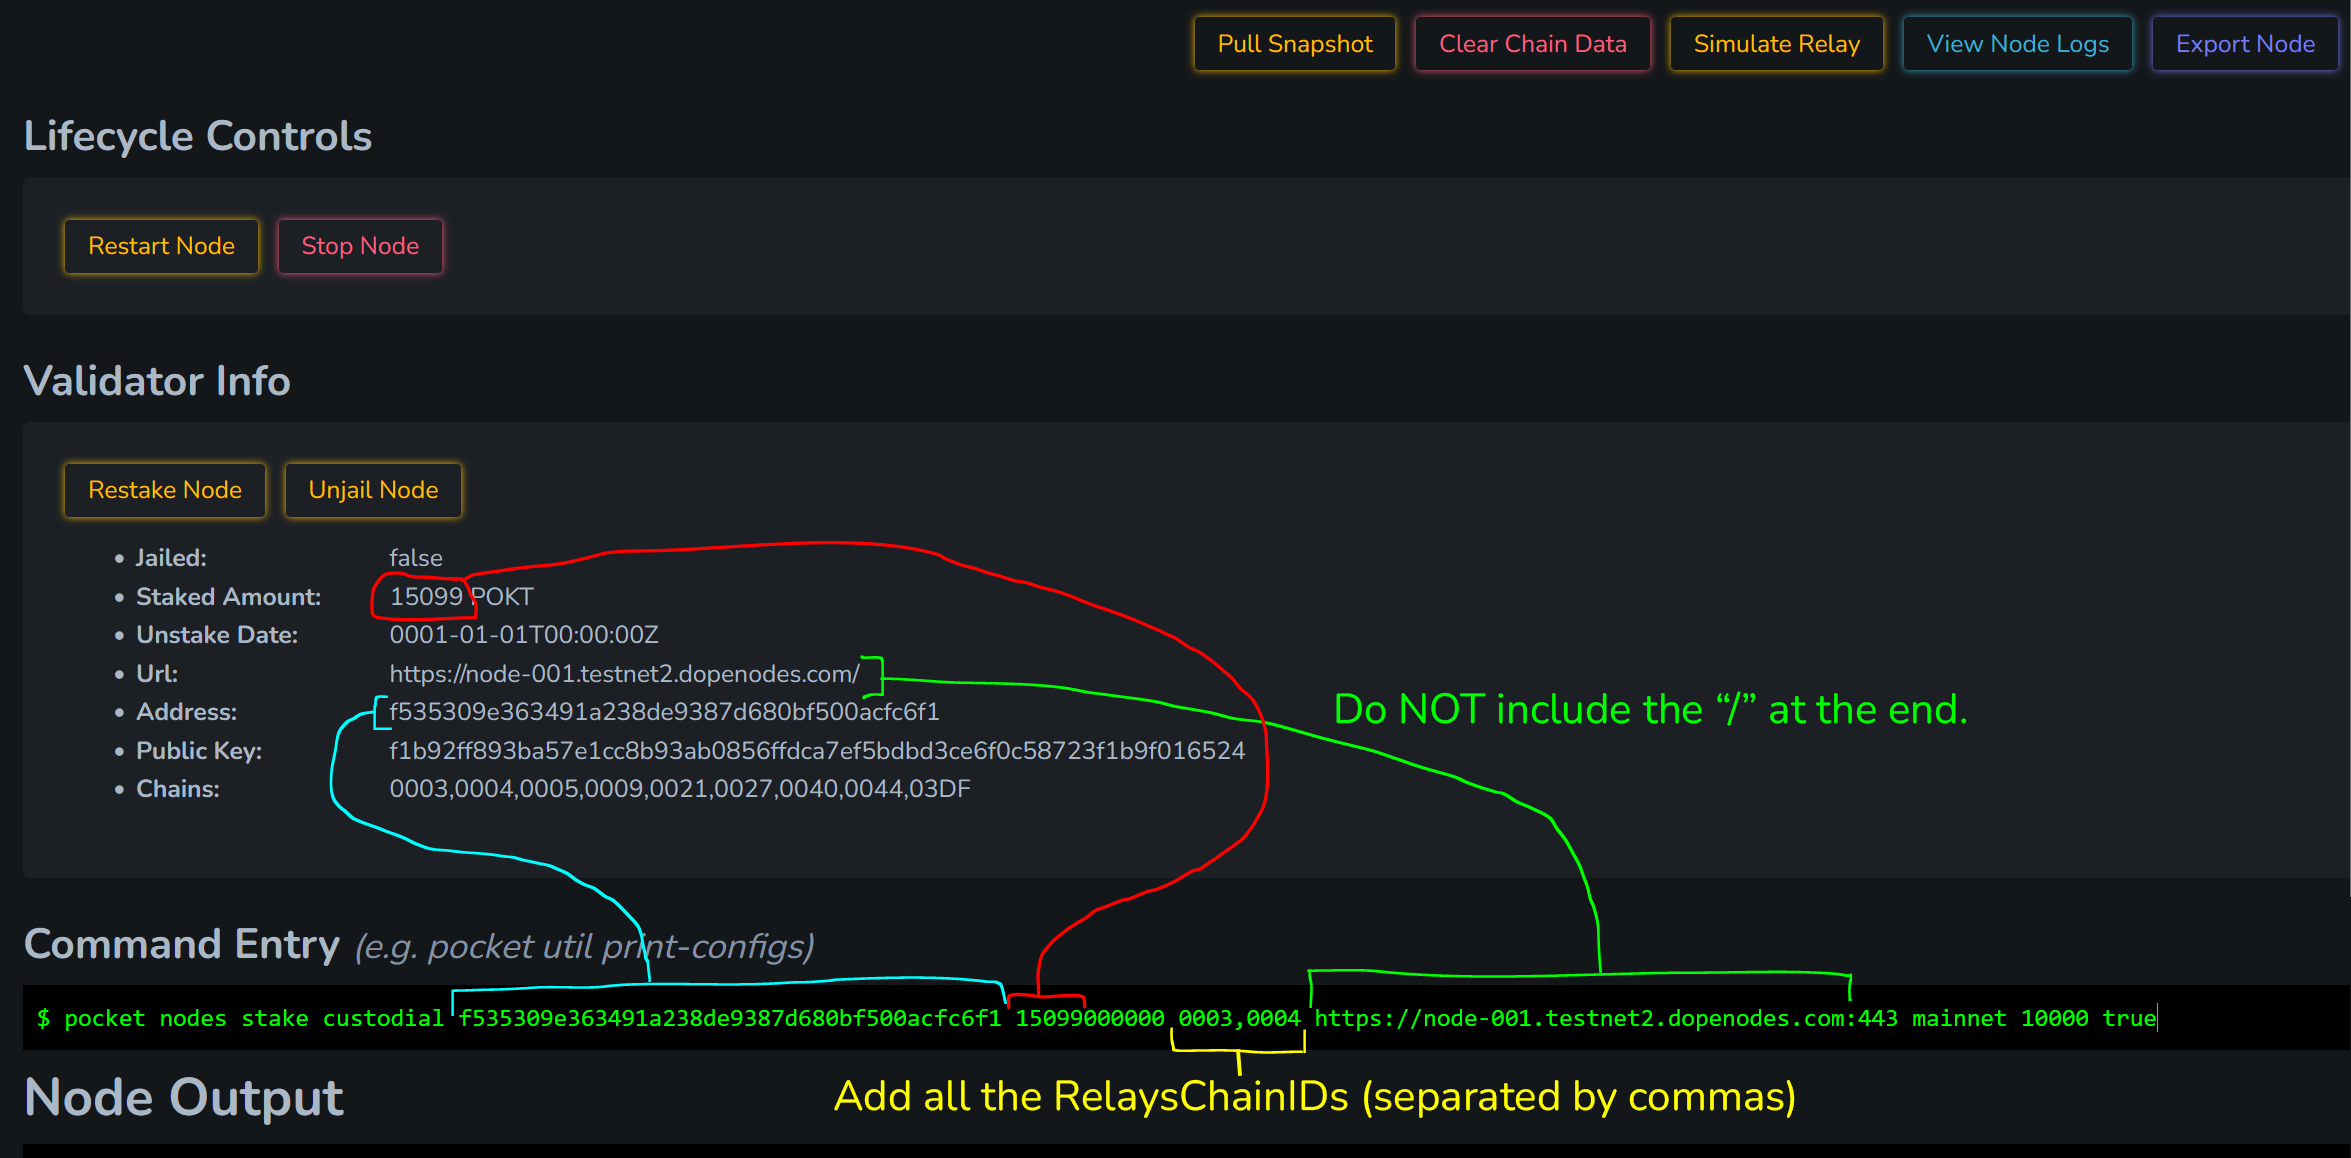 Pull Snapshot Clear Chain Data Simulate Relay View Node Logs Export Node
Lifecycle Controls
Restart Node Stop Node
Validator Info
Restake Node Unjail Node
• Jailed: false
• Staked Amount: 15099 POKT
• Unstake Date: 0001-01-01T00:00:00Z
• Url: https://node-001.testnet2.dopenodes.com/
Do NOT include the “/” at the end.
• Address: f535309e363491a238de9387d680bf500acfc6f1
• Public Key: f1b92ff893ba57e1cc8b93ab0856ffdca7ef5bdbd3ce6f0c58723f1b9f016524
• Chains: 0003,0004,0005,0009,0021,0027,0040,0044,03DF
Command Entry (e.g. pocket util print-configs)
$ pocket nodes stake custodial f535309e363491a238de9387d680bf500acfc6f1 15099000000 0003,0004 https://node-001.testnet2.dopenodes.com:443 mainnet 10000 true
Node Output
Add all the RelaysChainIDs (separated by commas)